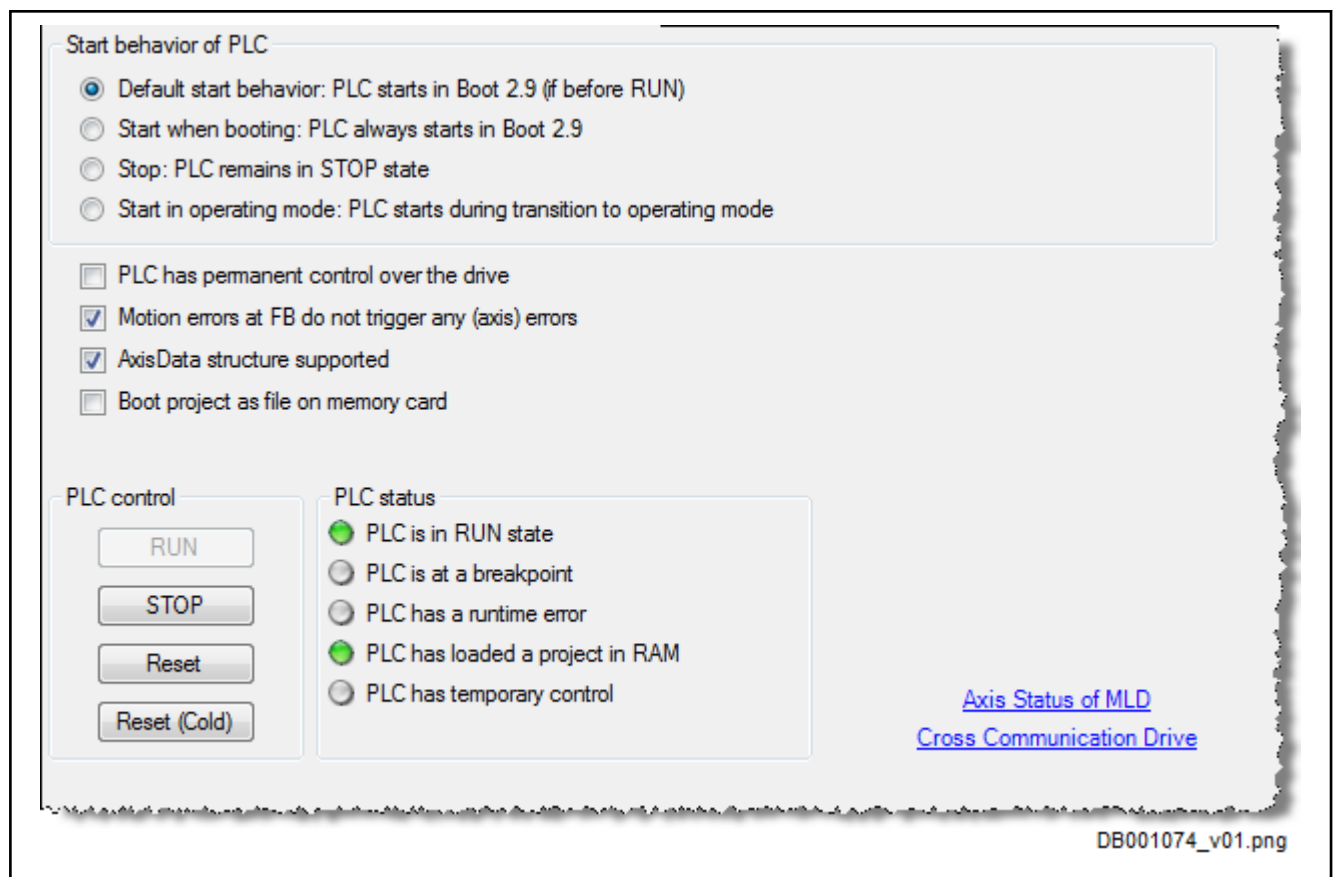 Start behavior of PLC
Default start behavior: PLC starts in Boot 2.9 (if before RUN)
Start when booting: PLC always starts in Boot 2.9
Stop: PLC remains in STOP state
Start in operating mode: PLC starts during transition to operating mode
PLC has permanent control over the drive
Motion errors at FB do not trigger any (axis) errors
AxisData structure supported
Boot project as file on memory card
PLC control
RUN
STOP
Reset
Reset (Cold)
PLC status
PLC is in RUN state
PLC is at a breakpoint
PLC has a runtime error
PLC has loaded a project in RAM
PLC has temporary control
Axis Status of MLD
Cross Communication Drive
DB001074_v01.png